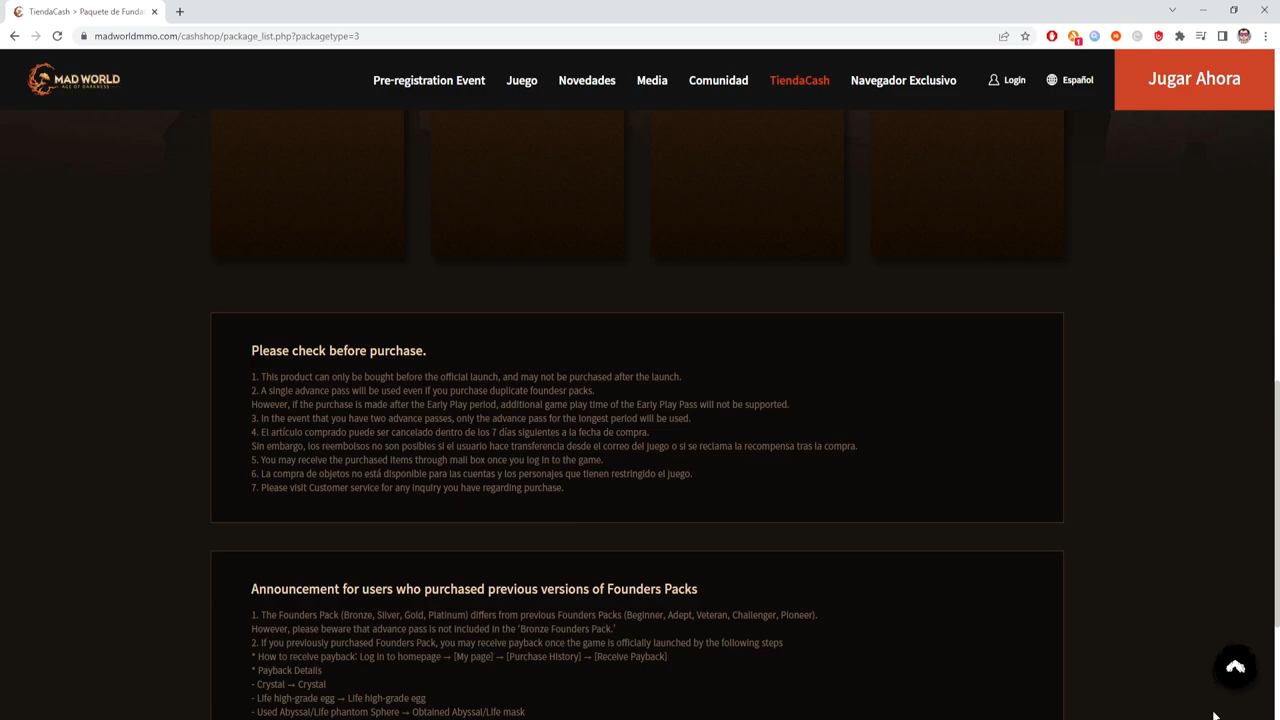 TiendaCash > Paquete de Funda
madworldmmo.com/cashshop/package_list.php?packagetype=3
1
MAD WORLD
AGE OF DARKNESS
Pre-registration Event
Juego
Novedades
Media
Comunidad
TiendaCash
Navegador Exclusivo
Login
Español
Jugar Ahora
Please check before purchase.
1. This product can only be bought before the official launch, and may not be purchased after the launch.
2. A single advance pass will be used even if you purchase duplicate foundesr packs.
However, if the purchase is made after the Early Play period, additional game play time of the Early Play Pass will not be supported.
3. In the event that you have two advance passes, only the advance pass for the longest period will be used.
4. El artículo comprado puede ser cancelado dentro de los 7 días siguientes a la fecha de compra.
Sin embargo, los reembolsos no son posibles si el usuario hace transferencia desde el correo del juego o si se reclama la recompensa tras la compra.
5. You may receive the purchased items through mail box once you log in to the game.
6. La compra de objetos no está disponible para las cuentas y los personajes que tienen restringido el juego.
7. Please visit Customer service for any inquiry you have regarding purchase.
Announcement for users who purchased previous versions of Founders Packs
1. The Founders Pack (Bronze, Silver, Gold, Platinum) differs from previous Founders Packs (Beginner, Adept, Veteran, Challenger, Pioneer).
However, please beware that advance pass is not included in the 'Bronze Founders Pack.'
2. If you previously purchased Founders Pack, you may receive payback once the game is officially launched by the following steps
* How to receive payback: Log in to homepage → [My page] → [Purchase History] → [Receive Payback]
* Payback Details
- Crystal → Crystal
- Life high-grade egg → Life high-grade egg
- Used Abyssal/Life phantom Sphere → Obtained Abyssal/Life mask